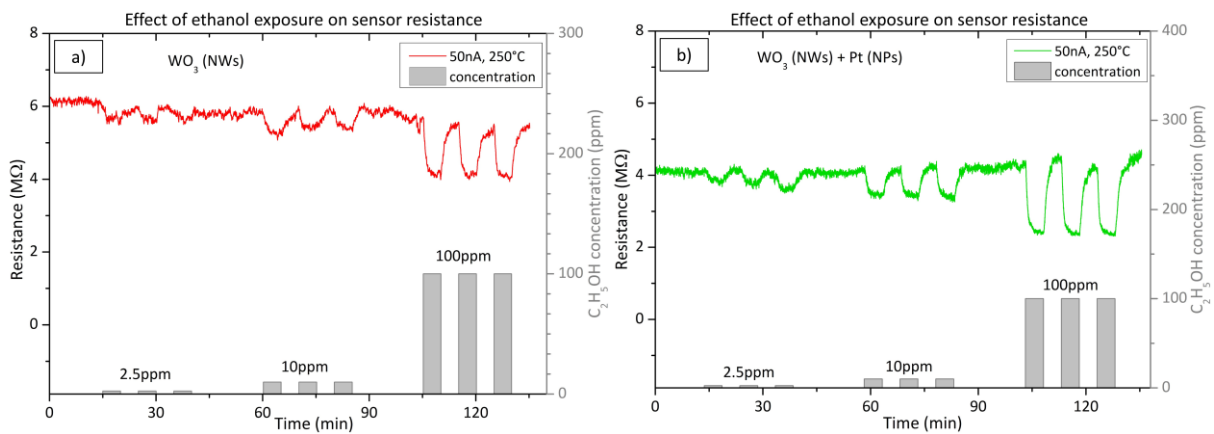 Effect of ethanol exposure on sensor resistance
a)
WO₃ (NWs)
50nA, 250°C
concentration
8
6
4
2
0
Resistance (MΩ)
300
200
100
0
C₂H₅OH concentration (ppm)
2.5ppm
10ppm
100ppm
0
30
60
90
120
Time (min)
Effect of ethanol exposure on sensor resistance
b)
WO₃ (NWs) + Pt (NPs)
50nA, 250°C
concentration
8
6
4
2
0
Resistance (MΩ)
400
300
200
100
0
C₂H₅OH concentration (ppm)
2.5ppm
10ppm
100ppm
0
30
60
90
120
Time (min)